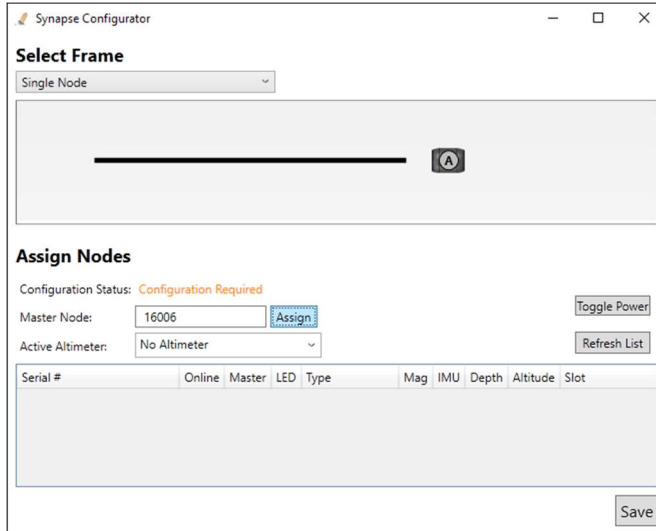 Synapse Configurator
Select Frame
Single Node
A
Assign Nodes
Configuration Status: Configuration Required
Toggle Power
Master Node: 16006 Assign
Active Altimeter: No Altimeter
Refresh List
Serial # Online Master LED Type Mag IMU Depth Altitude Slot
Save